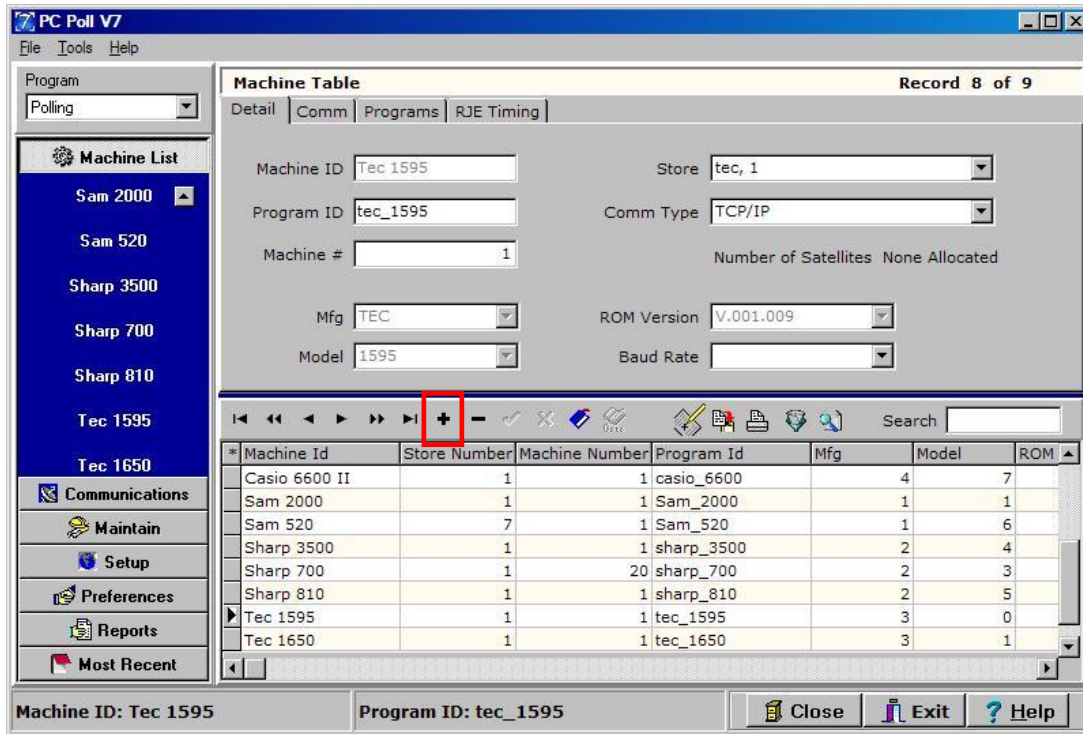 PC Poll V7
File Tools Help
Program
Polling
Machine List
Sam 2000
Sam 520
Sharp 3500
Sharp 700
Sharp 810
Tec 1595
Tec 1650
Communications
Maintain
Setup
Preferences
Reports
Most Recent
Machine Table Record 8 of 9
Detail Comm Programs RJE Timing
Machine ID Tec 1595 Store tec, 1
Program ID tec_1595 Comm Type TCP/IP
Machine # 1 Number of Satellites None Allocated
Mfg TEC ROM Version V.001.009
Model 1595 Baud Rate
Search
* Machine Id Store Number Machine Number Program Id Mfg Model ROM
Casio 6600 II 1 1 casio_6600 4 7
Sam 2000 1 1 Sam_2000 1 1
Sam 520 7 1 Sam_520 1 6
Sharp 3500 1 1 sharp_3500 2 4
Sharp 700 1 20 sharp_700 2 3
Sharp 810 1 1 sharp_810 2 5
Tec 1595 1 1 tec_1595 3 0
Tec 1650 1 1 tec_1650 3 1
Machine ID: Tec 1595 Program ID: tec_1595 Close Exit ? Help